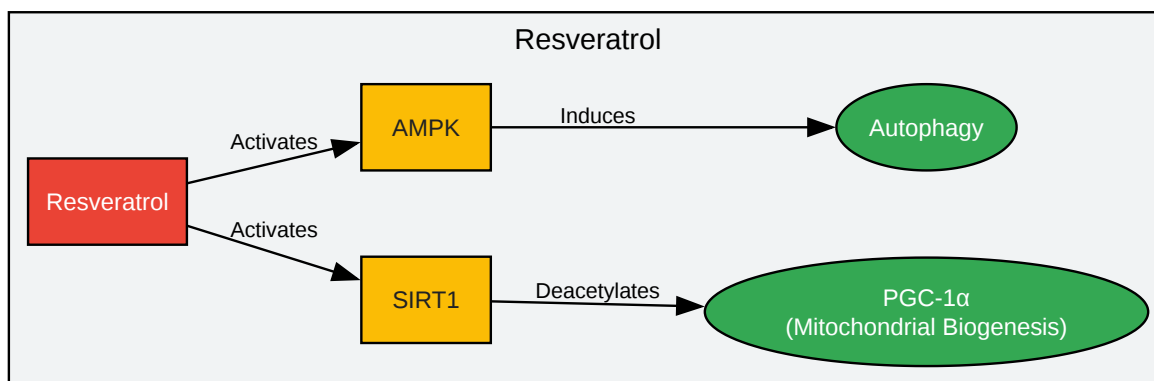 Resveratrol
AMPK
Induces
Autophagy
Activates
Resveratrol
Activates
SIRT1
Deacetylates
PGC-1α
(Mitochondrial Biogenesis)